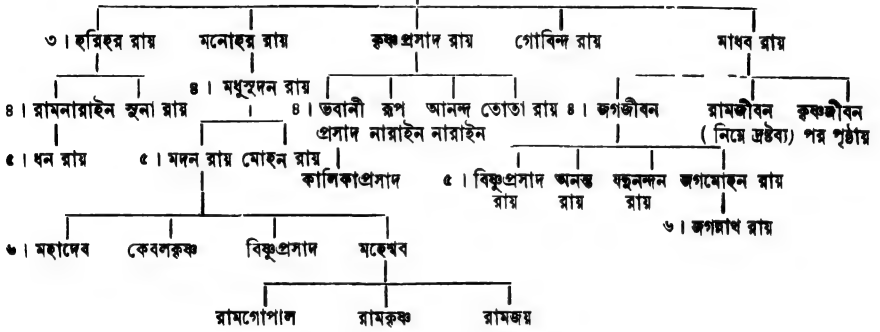 ৩। হরিহর রায় মনোহর রায় কৃষ্ণপ্রসাদ রায় গোবিন্দ রায় মাধব রায়
৪। রামনারাইন সুনা রায় ৪। মধুসূদন রায় ৪। ভবানী রূপ আনন্দ তোতা রায় ৪। জগজীবন রামজীবন কৃষ্ণজীবন
প্রসাদ নারাইন নারাইন (নিম্নে দ্রষ্টব্য) পর পৃষ্ঠায়
৫। ধন রায় ৫। মদন রায় মোহন রায় কালিকাপ্রসাদ ৫। বিষ্ণুপ্রসাদ অনন্ত যদুনন্দন জগমোহন রায়
রায় রায় রায়
৬। জগন্নাথ রায়
৬। মহাদেব কেবলকৃষ্ণ বিষ্ণুপ্রসাদ মহেশ্বব
রামগোপাল রামকৃষ্ণ রামজয়